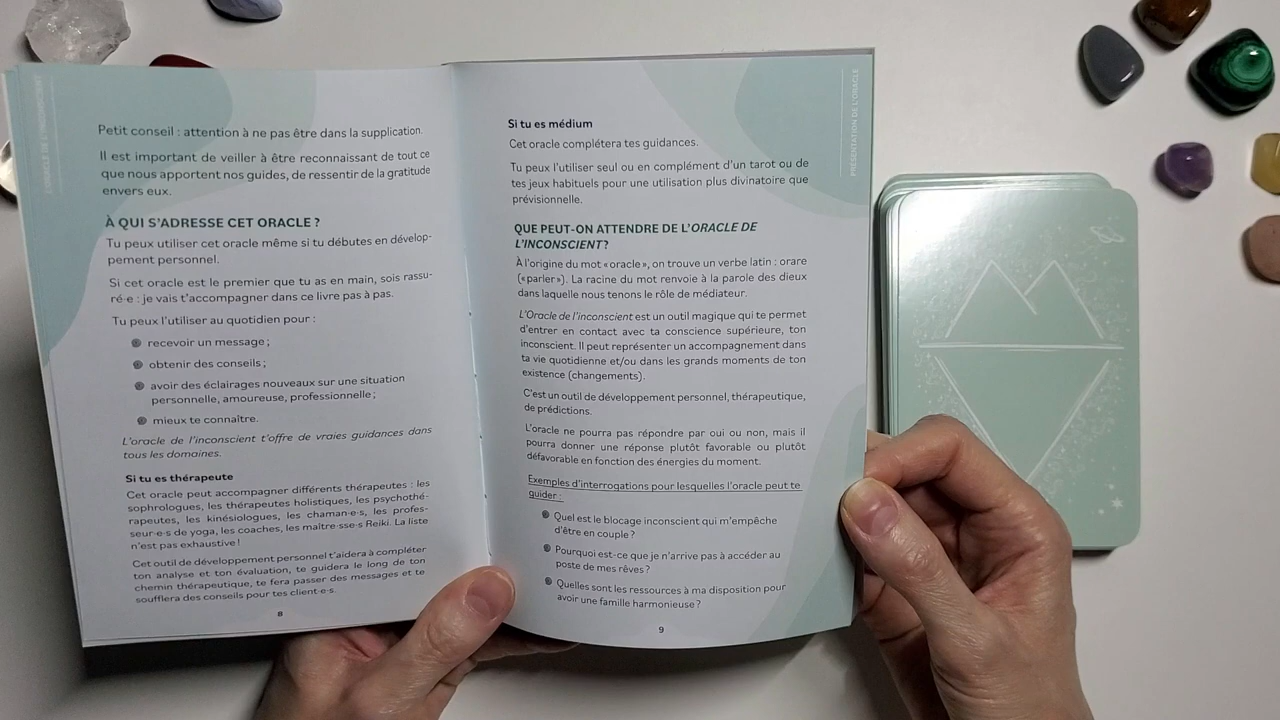 L'ORACLE DE L'INCONSCIENT
Petit conseil : attention à ne pas être dans la supplication.
Il est important de veiller à être reconnaissant de tout ce
que nous apportent nos guides, de ressentir de la gratitude
envers eux.
À QUI S'ADRESSE CET ORACLE ?
Tu peux utiliser cet oracle même si tu débutes en dévelop-
pement personnel.
Si cet oracle est le premier que tu as en main, sois rassu-
ré·e : je vais t'accompagner dans ce livre pas à pas.
Tu peux l'utiliser au quotidien pour :
recevoir un message ;
obtenir des conseils ;
avoir des éclairages nouveaux sur une situation
personnelle, amoureuse, professionnelle ;
mieux te connaître.
L'oracle de l'inconscient t'offre de vraies guidances dans
tous les domaines.
Si tu es thérapeute
Cet oracle peut accompagner différents thérapeutes : les
sophrologues, les thérapeutes holistiques, les psychothé-
rapeutes, les kinésiologues, les chaman·e·s, les profes-
seur·e·s de yoga, les coaches, les maître·sse·s Reiki. La liste
n'est pas exhaustive !
Cet outil de développement personnel t'aidera à compléter
ton analyse et ton évaluation, te guidera le long de ton
chemin thérapeutique, te fera passer des messages et te
soufflera des conseils pour tes client·e·s.
8
PRÉSENTATION DE L'ORACLE
Si tu es médium
Cet oracle complétera tes guidances.
Tu peux l'utiliser seul ou en complément d'un tarot ou de
tes jeux habituels pour une utilisation plus divinatoire que
prévisionnelle.
QUE PEUT-ON ATTENDRE DE L'ORACLE DE
L'INCONSCIENT ?
À l'origine du mot « oracle », on trouve un verbe latin : orare
(« parler »). La racine du mot renvoie à la parole des dieux
dans laquelle nous tenons le rôle de médiateur.
L'Oracle de l'inconscient est un outil magique qui te permet
d'entrer en contact avec ta conscience supérieure, ton
inconscient. Il peut représenter un accompagnement dans
ta vie quotidienne et/ou dans les grands moments de ton
existence (changements).
C'est un outil de développement personnel, thérapeutique,
de prédictions.
L'oracle ne pourra pas répondre par oui ou non, mais il
pourra donner une réponse plutôt favorable ou plutôt
défavorable en fonction des énergies du moment.
Exemples d'interrogations pour lesquelles l'oracle peut te
guider :
Quel est le blocage inconscient qui m'empêche
d'être en couple ?
Pourquoi est-ce que je n'arrive pas à accéder au
poste de mes rêves ?
Quelles sont les ressources à ma disposition pour
avoir une famille harmonieuse ?
9